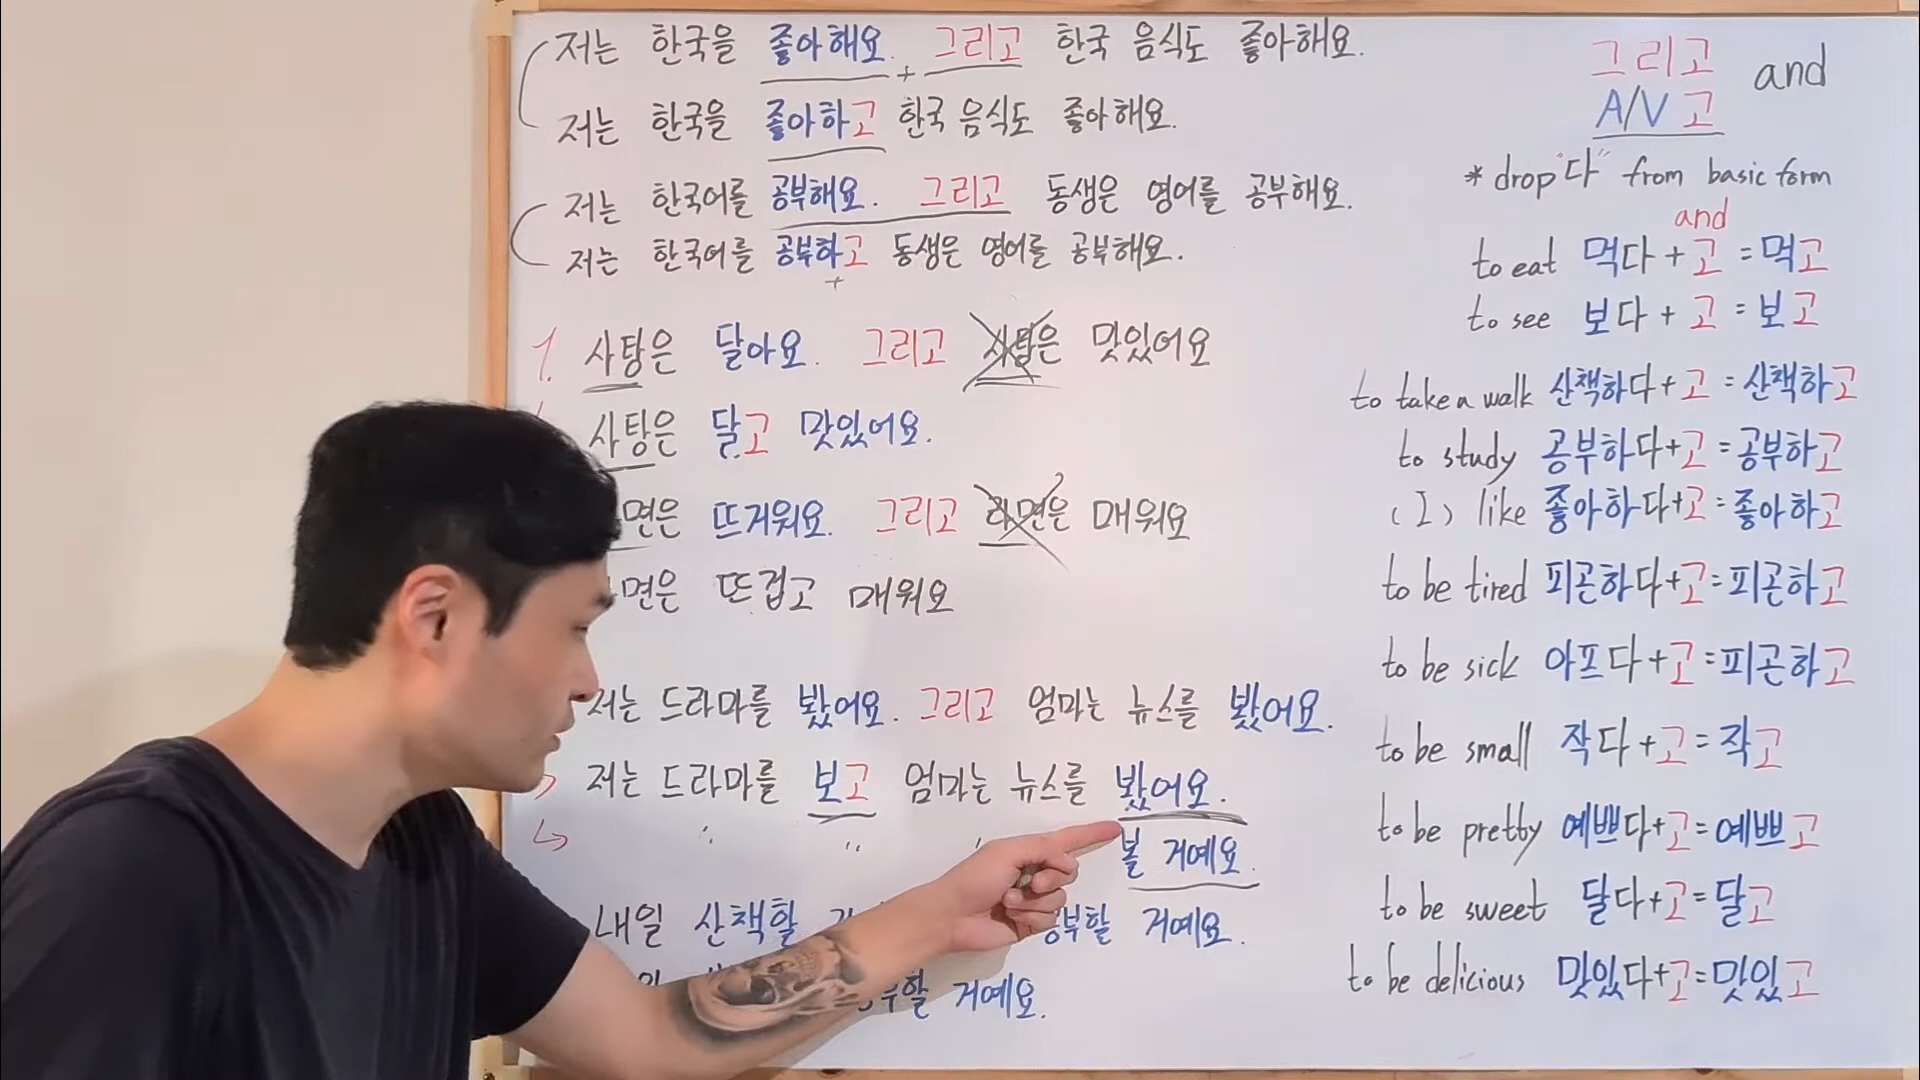 저는 한국을 좋아해요. 그리고 한국 음식도 좋아해요.
+
저는 한국을 좋아하고 한국 음식도 좋아해요.
저는 한국어를 공부해요. 그리고 동생은 영어를 공부해요.
저는 한국어를 공부하고 동생은 영어를 공부해요.
+
1. 사탕은 달아요. 그리고 사탕은 맛있어요
사탕은 달고 맛있어요.
면은 뜨거워요. 그리고 라면은 매워요
면은 뜨겁고 매워요
저는 드라마를 봤어요. 그리고 엄마는 뉴스를 봤어요.
저는 드라마를 보고 엄마는 뉴스를 봤어요.
볼 거예요.
내일 산책할 공부할 거예요.
거예요.
그리고 and
A/V 고
* drop "다" from basic form
and
to eat 먹다 + 고 = 먹고
to see 보다 + 고 = 보고
to take a walk 산책하다 + 고 = 산책하고
to study 공부하다+고 = 공부하고
(I) like 좋아하다+고=좋아하고
to be tired 피곤하다+고=피곤하고
to be sick 아프다+고=피곤하고
to be small 작다+고=작고
to be pretty 예쁘다+고=예쁘고
to be sweet 달다+고=달고
to be delicious 맛있다+고=맛있고